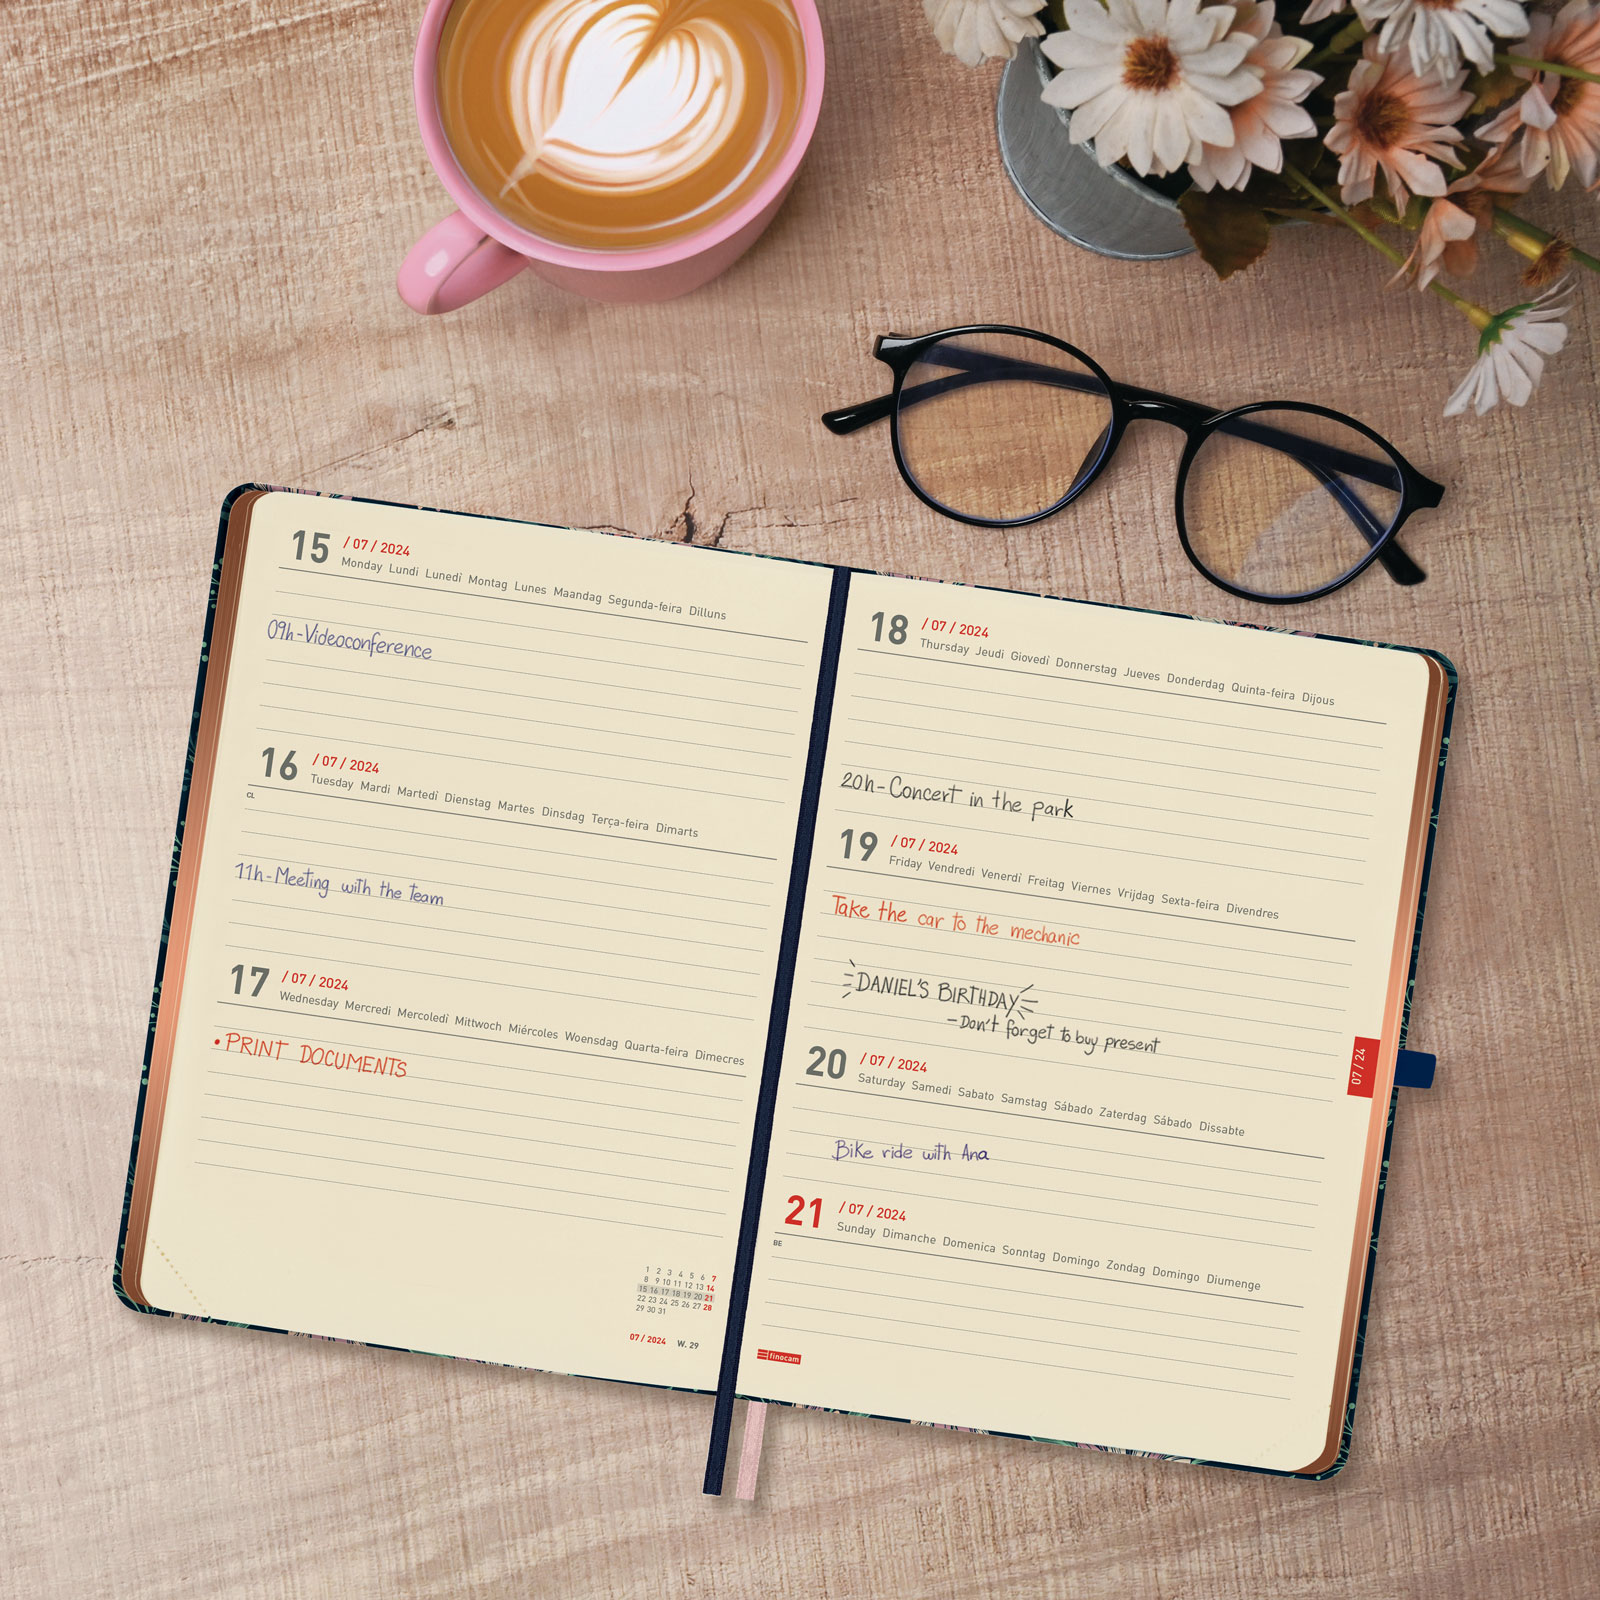 15 / 07 / 2024
Monday Lundi Lunedì Montag Lunes Maandag Segunda-feira Dilluns
09h-Videoconference
16 / 07 / 2024
Tuesday Mardi Martedì Dienstag Martes Dinsdag Terça-feira Dimarts
CL
11h-Meeting with the team
17 / 07 / 2024
Wednesday Mercredi Mercoledì Mittwoch Miércoles Woensdag Quarta-feira Dimecres
• PRINT DOCUMENTS
1 2 3 4 5 6 7
8 9 10 11 12 13 14
15 16 17 18 19 20 21
22 23 24 25 26 27 28
29 30 31
07 / 2024 W. 29
18 / 07 / 2024
Thursday Jeudi Giovedì Donnerstag Jueves Donderdag Quinta-feira Dijous
20h-Concert in the park
19 / 07 / 2024
Friday Vendredi Venerdì Freitag Viernes Vrijdag Sexta-feira Divendres
Take the car to the mechanic
DANIEL'S BIRTHDAY
-Don't forget to buy present
07 / 24
20 / 07 / 2024
Saturday Samedi Sabato Samstag Sábado Zaterdag Sábado Dissabte
Bike ride with Ana
21 / 07 / 2024
Sunday Dimanche Domenica Sonntag Domingo Zondag Domingo Diumenge
BE
finocam